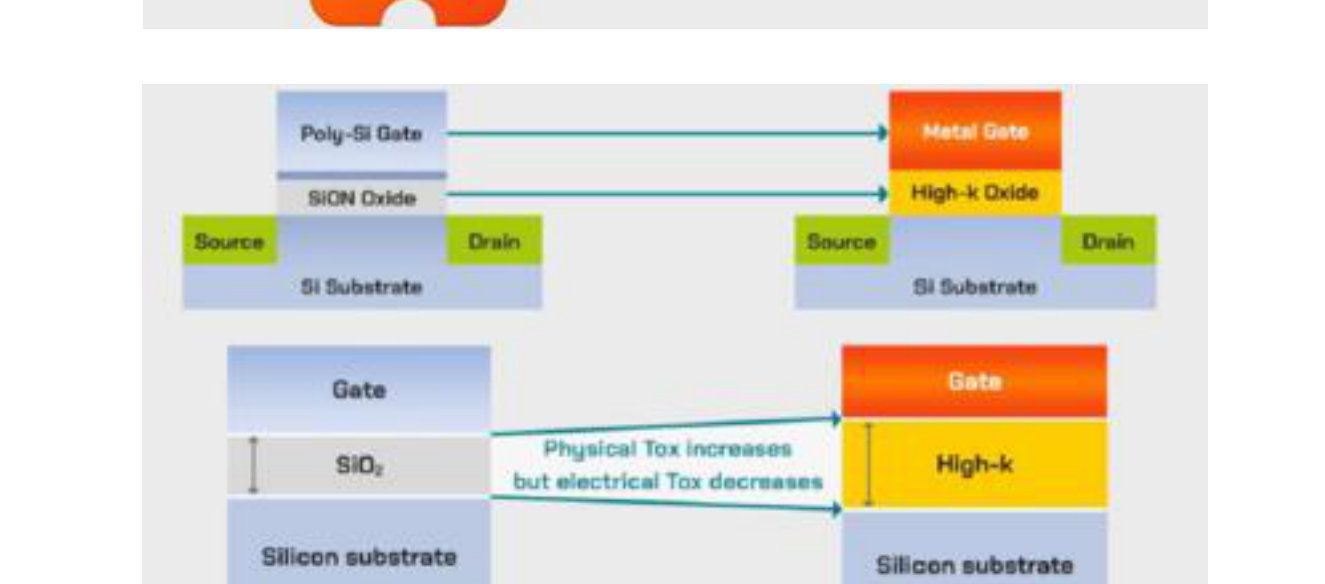 Poly-Si Gate
Metal Gate
SiON Oxide
High-k Oxide
Source
Drain
Source
Drain
Si Substrate
Si Substrate
Gate
Gate
Physical Tox increases
but electrical Tox decreases
SiO₂
High-k
Silicon substrate
Silicon substrate